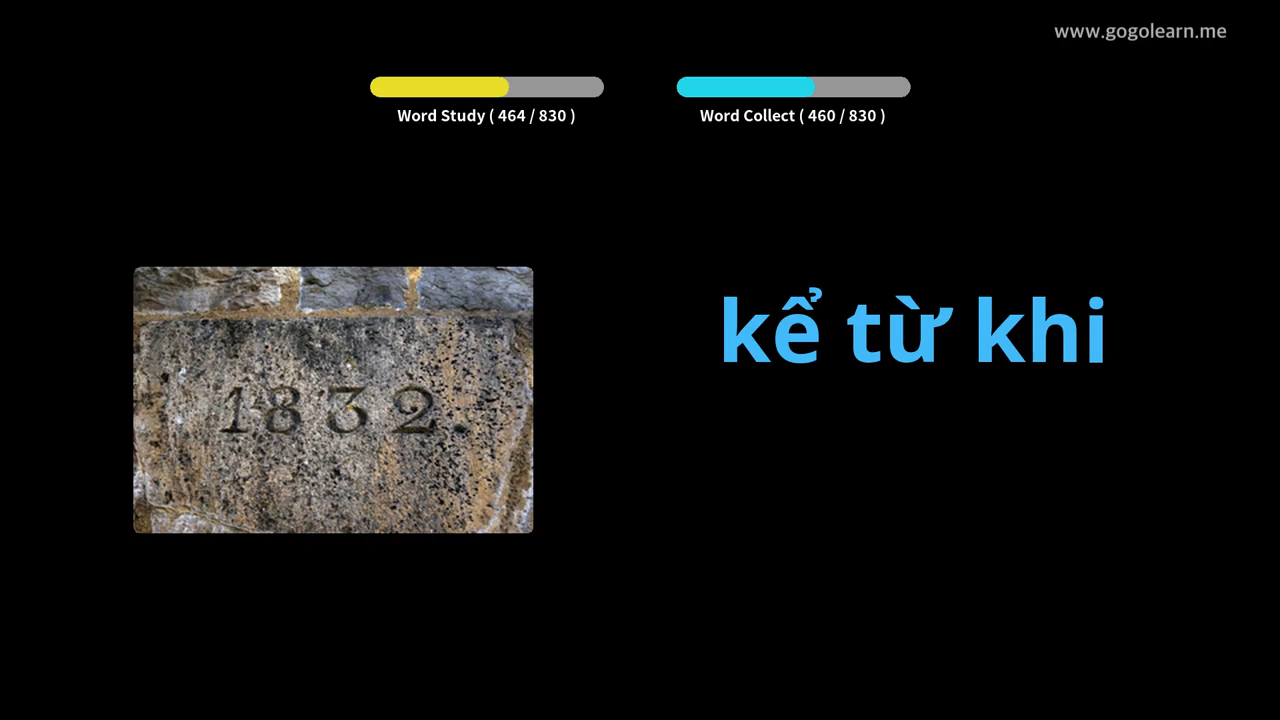 www.gogolearn.me
Word Study ( 464 / 830 )
Word Collect ( 460 / 830 )
1832.
kể từ khi